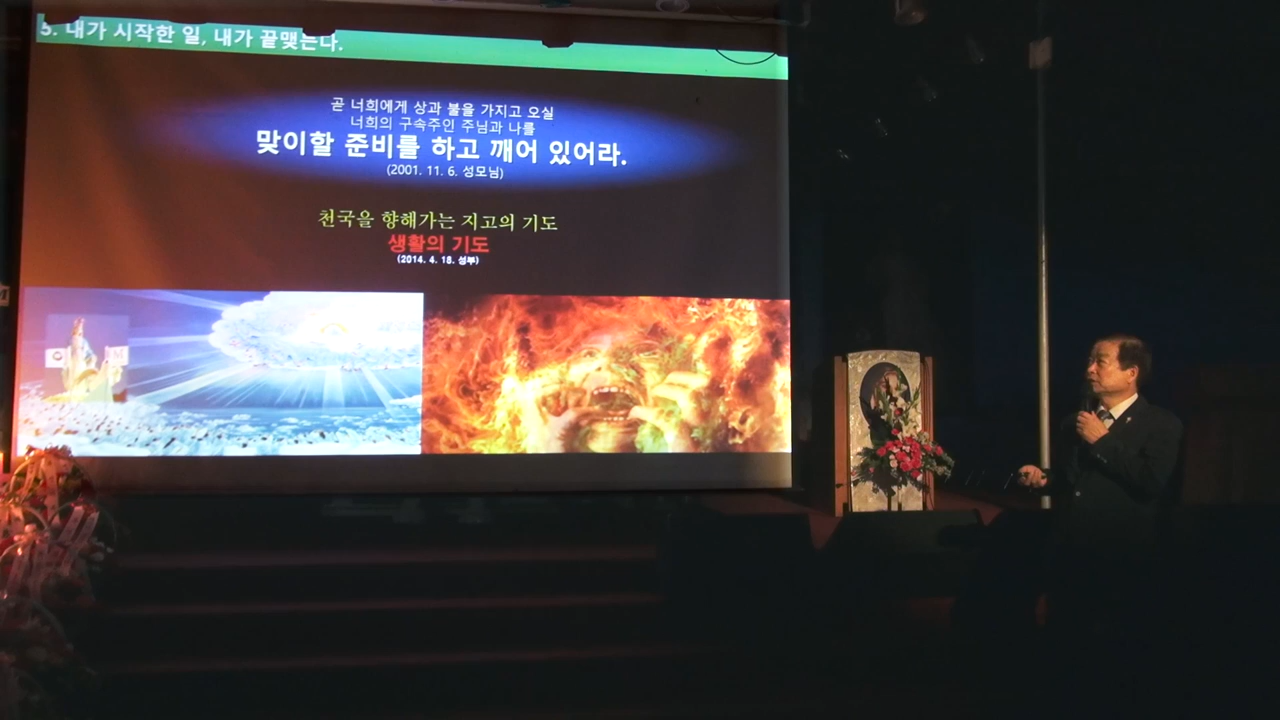 5. 내가 시작한 일, 내가 끝맺는다.
곧 너희에게 상과 불을 가지고 오실
너희의 구속주인 주님과 나를
맞이할 준비를 하고 깨어 있어라.
(2001. 11. 6. 성모님)
천국을 향해가는 지고의 기도
생활의 기도
(2014. 4. 18. 성부)
M